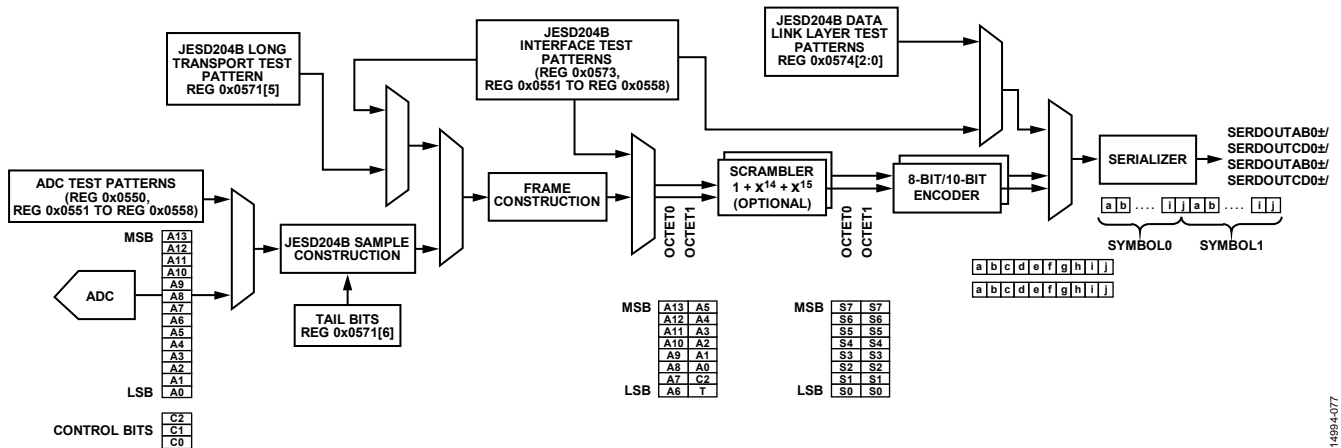 JESD204B LONG
TRANSPORT TEST
PATTERN
REG 0x0571[5]
JESD204B
INTERFACE TEST
PATTERNS
(REG 0x0573,
REG 0x0551 TO REG 0x0558)
JESD204B DATA
LINK LAYER TEST
PATTERNS
REG 0x0574[2:0]
ADC TEST PATTERNS
(REG 0x0550,
REG 0x0551 TO REG 0x0558)
MSB
A13
A12
A11
A10
A9
A8
A7
A6
A5
A4
A3
A2
A1
A0
LSB
ADC
CONTROL BITS
C2
C1
C0
JESD204B SAMPLE
CONSTRUCTION
TAIL BITS
REG 0x0571[6]
FRAME
CONSTRUCTION
OCTET0
OCTET1
SCRAMBLER
1 + X14 + X15
(OPTIONAL)
OCTET0
OCTET1
8-BIT/10-BIT
ENCODER
SERIALIZER
SERDOUTAB0±/
SERDOUTCD0±/
SERDOUTAB0±/
SERDOUTCD0±/
a b .... i j a b .... i j
SYMBOL0 SYMBOL1
a b c d e f g h i j
a b c d e f g h i j
MSB A13 A5
A12 A4
A11 A3
A10 A2
A9 A1
A8 A0
A7 C2
LSB A6 T
MSB S7 S7
S6 S6
S5 S5
S4 S4
S3 S3
S2 S2
S1 S1
LSB S0 S0
14994-077